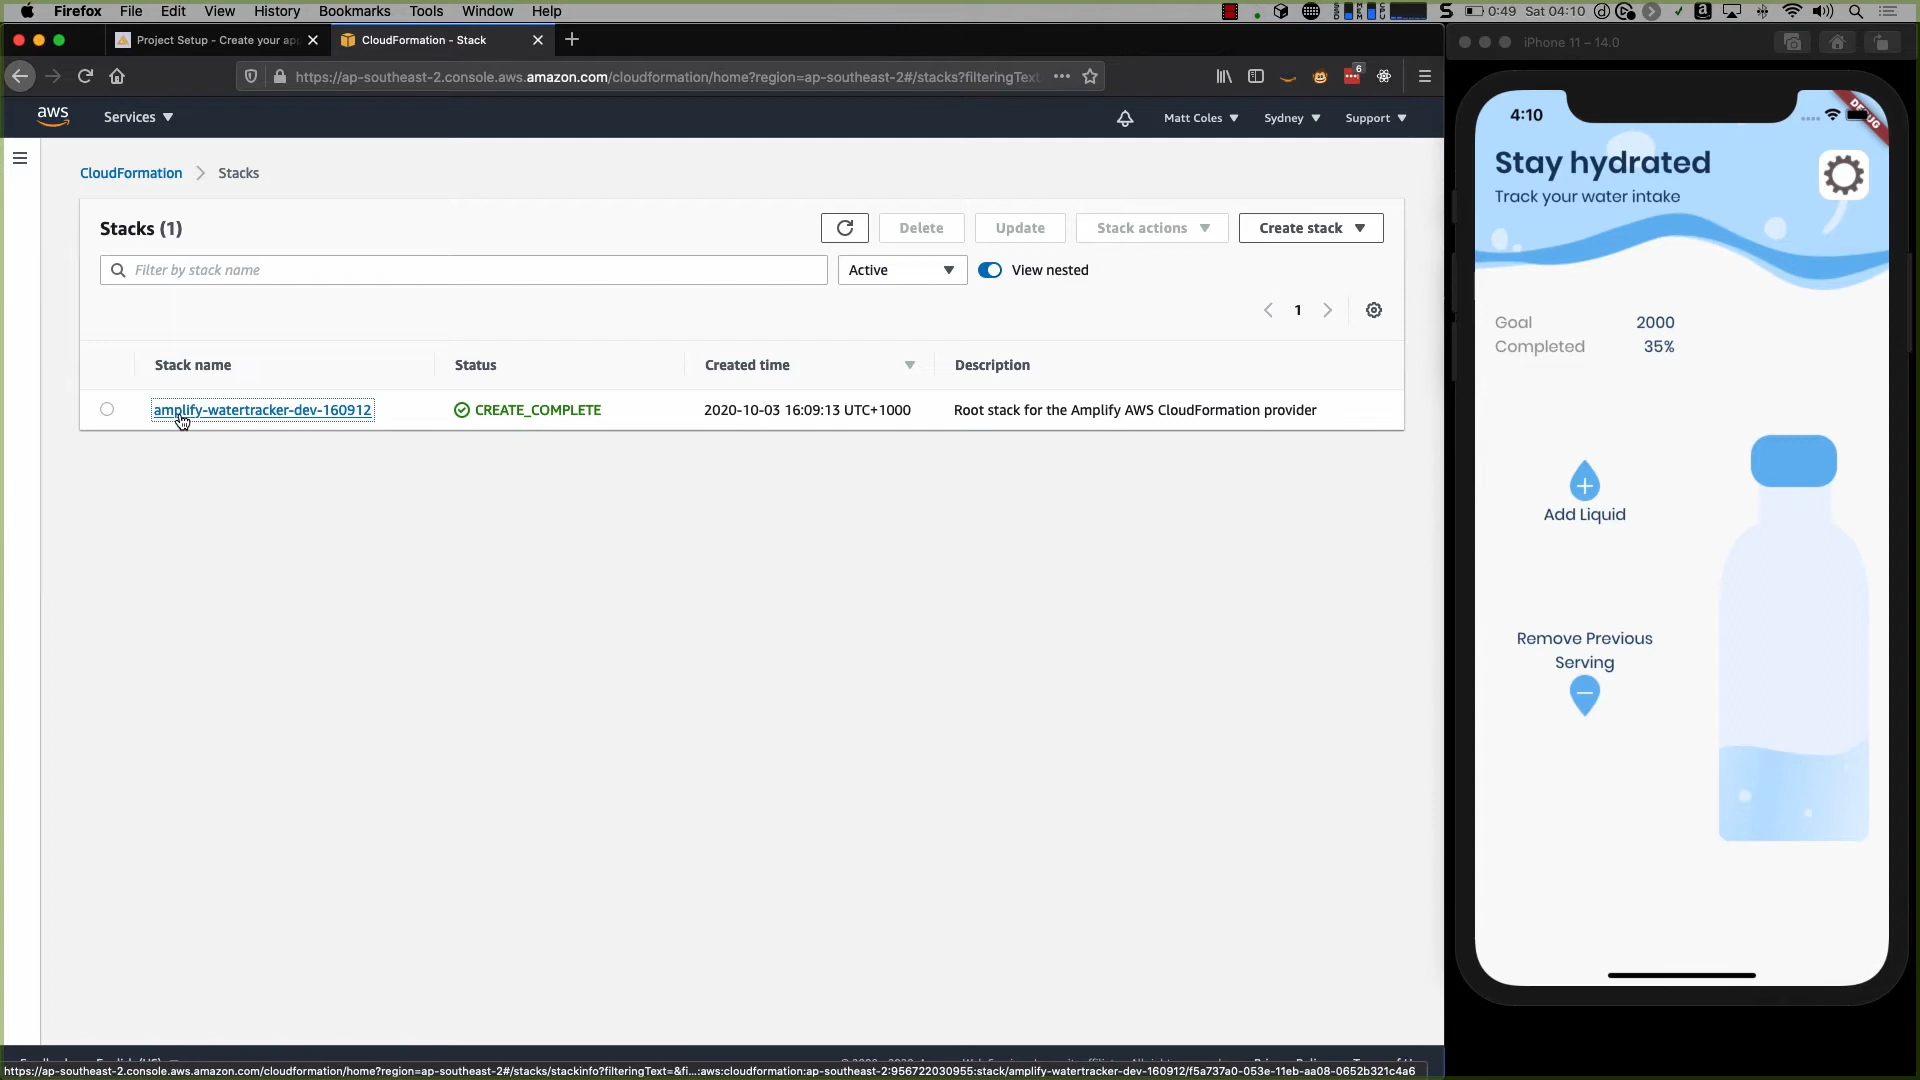 Firefox File Edit View History Bookmarks Tools Window Help
0:49 Sat 04:10
Project Setup - Create your ap
CloudFormation - Stack
iPhone 11 – 14.0
https://ap-southeast-2.console.aws.amazon.com/cloudformation/home?region=ap-southeast-2#/stacks?filteringText
6
aws
Services
Matt Coles
Sydney
Support
CloudFormation
Stacks
Stacks (1)
Delete
Update
Stack actions
Create stack
Filter by stack name
Active
View nested
1
Stack name
Status
Created time
Description
amplify-watertracker-dev-160912
CREATE_COMPLETE
2020-10-03 16:09:13 UTC+1000
Root stack for the Amplify AWS CloudFormation provider
https://ap-southeast-2.console.aws.amazon.com/cloudformation/home?region=ap-southeast-2#/stacks/stackinfo?filteringText=&fi...:aws:cloudformation:ap-southeast-2:956722030955:stack/amplify-watertracker-dev-160912/f5a737a0-053e-11eb-aa08-0652b321c4a6
4:10
DEBUG
Stay hydrated
Track your water intake
Goal 2000
Completed 35%
Add Liquid
Remove Previous
Serving